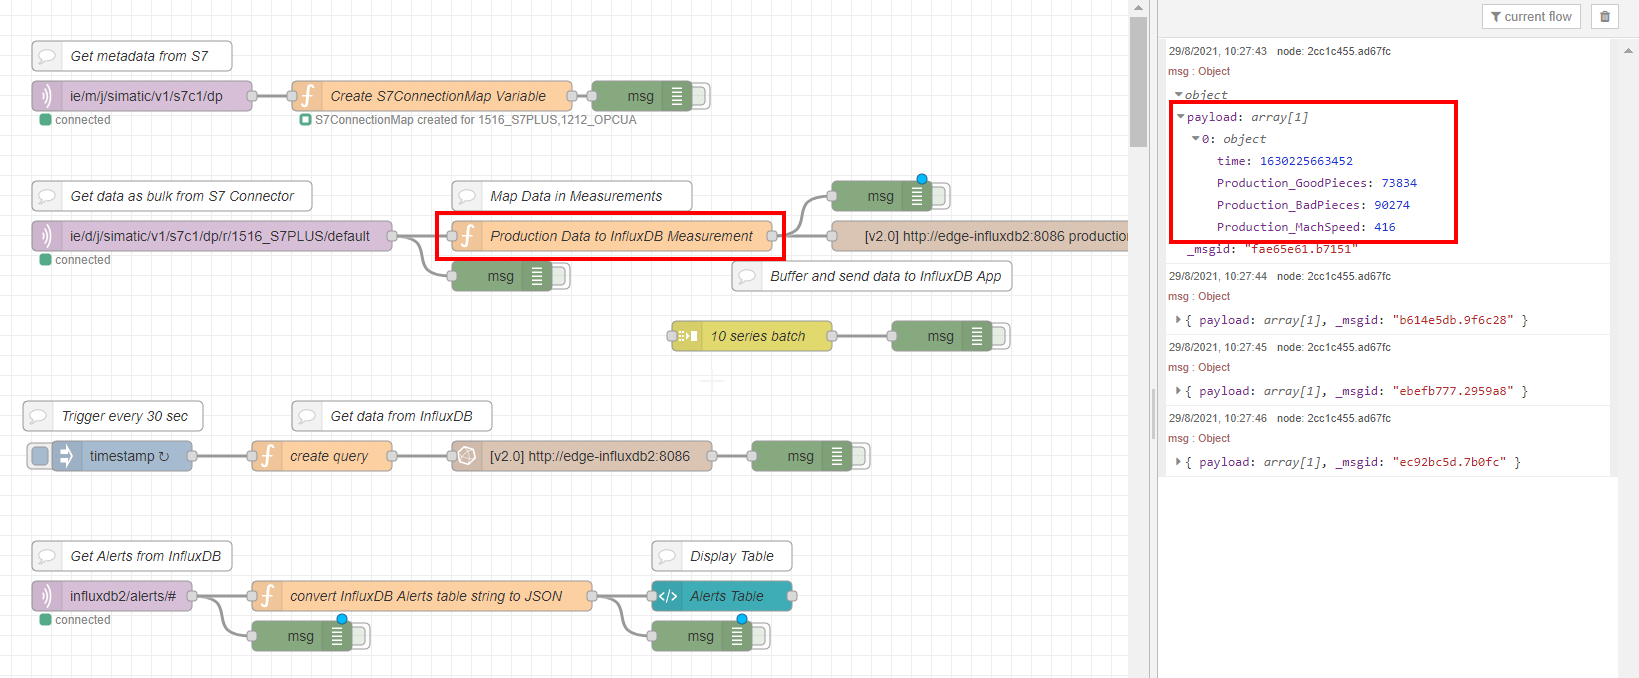 current flow
Get metadata from S7
ie/m/j/simatic/v1/s7c1/dp
Create S7ConnectionMap Variable
msg
connected
S7ConnectionMap created for 1516_S7PLUS,1212_OPCUA
Get data as bulk from S7 Connector
Map Data in Measurements
msg
ie/d/j/simatic/v1/s7c1/dp/r/1516_S7PLUS/default
Production Data to InfluxDB Measurement
[v2.0] http://edge-influxdb2:8086 production
connected
msg
Buffer and send data to InfluxDB App
10 series batch
msg
Trigger every 30 sec
Get data from InfluxDB
timestamp ↻
create query
[v2.0] http://edge-influxdb2:8086
msg
Get Alerts from InfluxDB
Display Table
influxdb2/alerts/#
convert InfluxDB Alerts table string to JSON
Alerts Table
connected
msg
msg
29/8/2021, 10:27:43 node: 2cc1c455.ad67fc
msg : Object
object
payload: array[1]
0: object
time: 1630225663452
Production_GoodPieces: 73834
Production_BadPieces: 90274
Production_MachSpeed: 416
_msgid: "fae65e61.b7151"
29/8/2021, 10:27:44 node: 2cc1c455.ad67fc
msg : Object
{ payload: array[1], _msgid: "b614e5db.9f6c28" }
29/8/2021, 10:27:45 node: 2cc1c455.ad67fc
msg : Object
{ payload: array[1], _msgid: "ebefb777.2959a8" }
29/8/2021, 10:27:46 node: 2cc1c455.ad67fc
msg : Object
{ payload: array[1], _msgid: "ec92bc5d.7b0fc" }